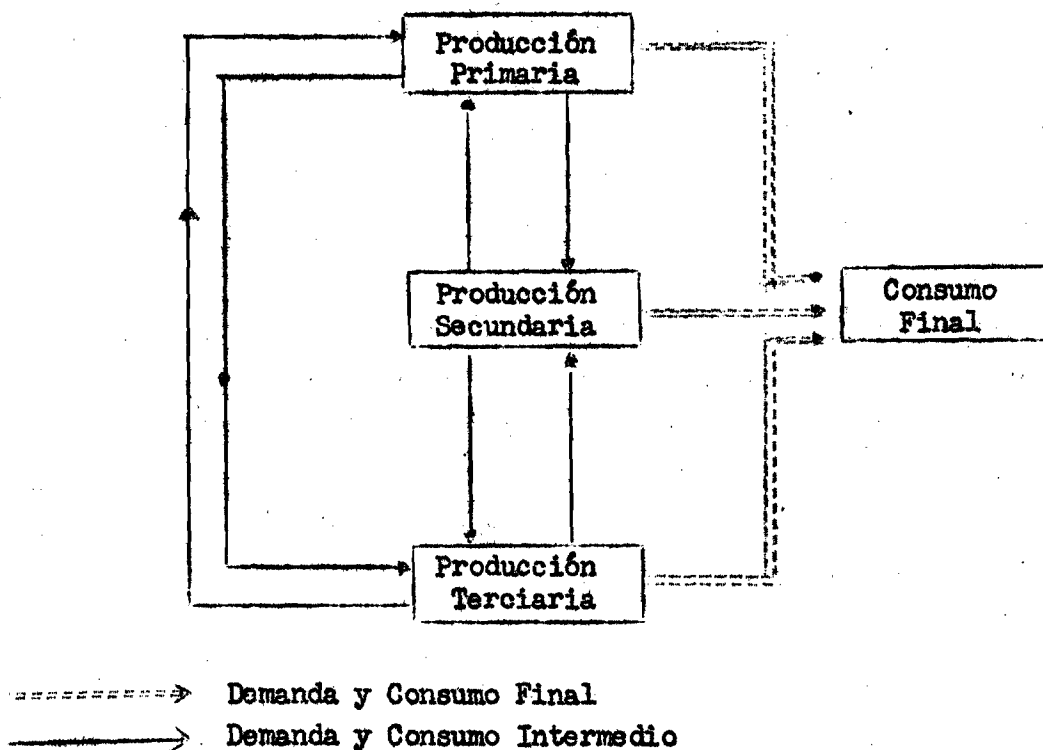 Producción
Primaria
Producción
Secundaria
Consumo
Final
Producción
Terciaria
Demanda y Consumo Final
Demanda y Consumo Intermedio